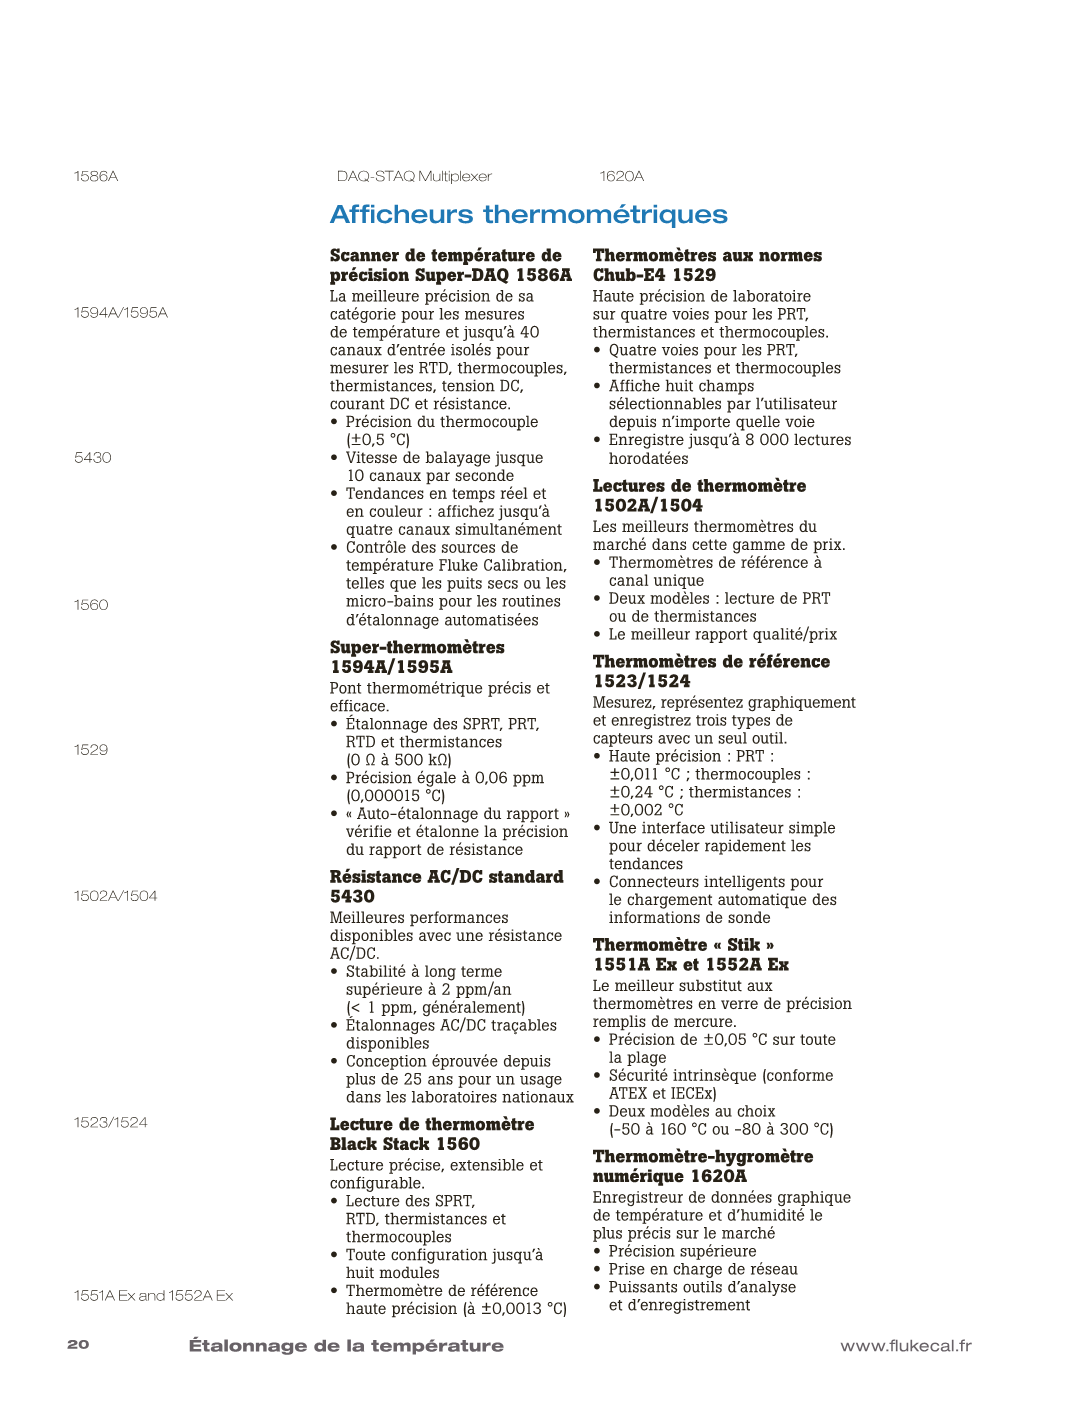 1586A
DAQ-STAQ Multiplexer
1620A
1594A/1595A
5430
1560
1529
1502A/1504
1523/1524
1551A Ex and 1552A Ex
Afficheurs thermométriques
Scanner de température de
précision Super-DAQ 1586A
La meilleure précision de sa
catégorie pour les mesures
de température et jusqu’à 40
canaux d’entrée isolés pour
mesurer les RTD, thermocouples,
thermistances, tension DC,
courant DC et résistance.
• Précision du thermocouple
(±0,5 °C)
• Vitesse de balayage jusque
10 canaux par seconde
• Tendances en temps réel et
en couleur : affichez jusqu’à
quatre canaux simultanément
• Contrôle des sources de
température Fluke Calibration,
telles que les puits secs ou les
micro-bains pour les routines
d’étalonnage automatisées
Super-thermomètres
1594A/1595A
Pont thermométrique précis et
efficace.
• Étalonnage des SPRT, PRT,
RTD et thermistances
(0 Ω à 500 kΩ)
• Précision égale à 0,06 ppm
(0,000015 °C)
• « Auto-étalonnage du rapport »
vérifie et étalonne la précision
du rapport de résistance
Résistance AC/DC standard
5430
Meilleures performances
disponibles avec une résistance
AC/DC.
• Stabilité à long terme
supérieure à 2 ppm/an
(< 1 ppm, généralement)
• Étalonnages AC/DC traçables
disponibles
• Conception éprouvée depuis
plus de 25 ans pour un usage
dans les laboratoires nationaux
Lecture de thermomètre
Black Stack 1560
Lecture précise, extensible et
configurable.
• Lecture des SPRT,
RTD, thermistances et
thermocouples
• Toute configuration jusqu’à
huit modules
• Thermomètre de référence
haute précision (à ±0,0013 °C)
Thermomètres aux normes
Chub-E4 1529
Haute précision de laboratoire
sur quatre voies pour les PRT,
thermistances et thermocouples.
• Quatre voies pour les PRT,
thermistances et thermocouples
• Affiche huit champs
sélectionnables par l’utilisateur
depuis n’importe quelle voie
• Enregistre jusqu’à 8 000 lectures
horodatées
Lectures de thermomètre
1502A/1504
Les meilleurs thermomètres du
marché dans cette gamme de prix.
• Thermomètres de référence à
canal unique
• Deux modèles : lecture de PRT
ou de thermistances
• Le meilleur rapport qualité/prix
Thermomètres de référence
1523/1524
Mesurez, représentez graphiquement
et enregistrez trois types de
capteurs avec un seul outil.
• Haute précision : PRT :
±0,011 °C ; thermocouples :
±0,24 °C ; thermistances :
±0,002 °C
• Une interface utilisateur simple
pour déceler rapidement les
tendances
• Connecteurs intelligents pour
le chargement automatique des
informations de sonde
Thermomètre « Stik »
1551A Ex et 1552A Ex
Le meilleur substitut aux
thermomètres en verre de précision
remplis de mercure.
• Précision de ±0,05 °C sur toute
la plage
• Sécurité intrinsèque (conforme
ATEX et IECEx)
• Deux modèles au choix
(-50 à 160 °C ou -80 à 300 °C)
Thermomètre-hygromètre
numérique 1620A
Enregistreur de données graphique
de température et d’humidité le
plus précis sur le marché
• Précision supérieure
• Prise en charge de réseau
• Puissants outils d’analyse
et d’enregistrement
20
Étalonnage de la température
www.flukecal.fr